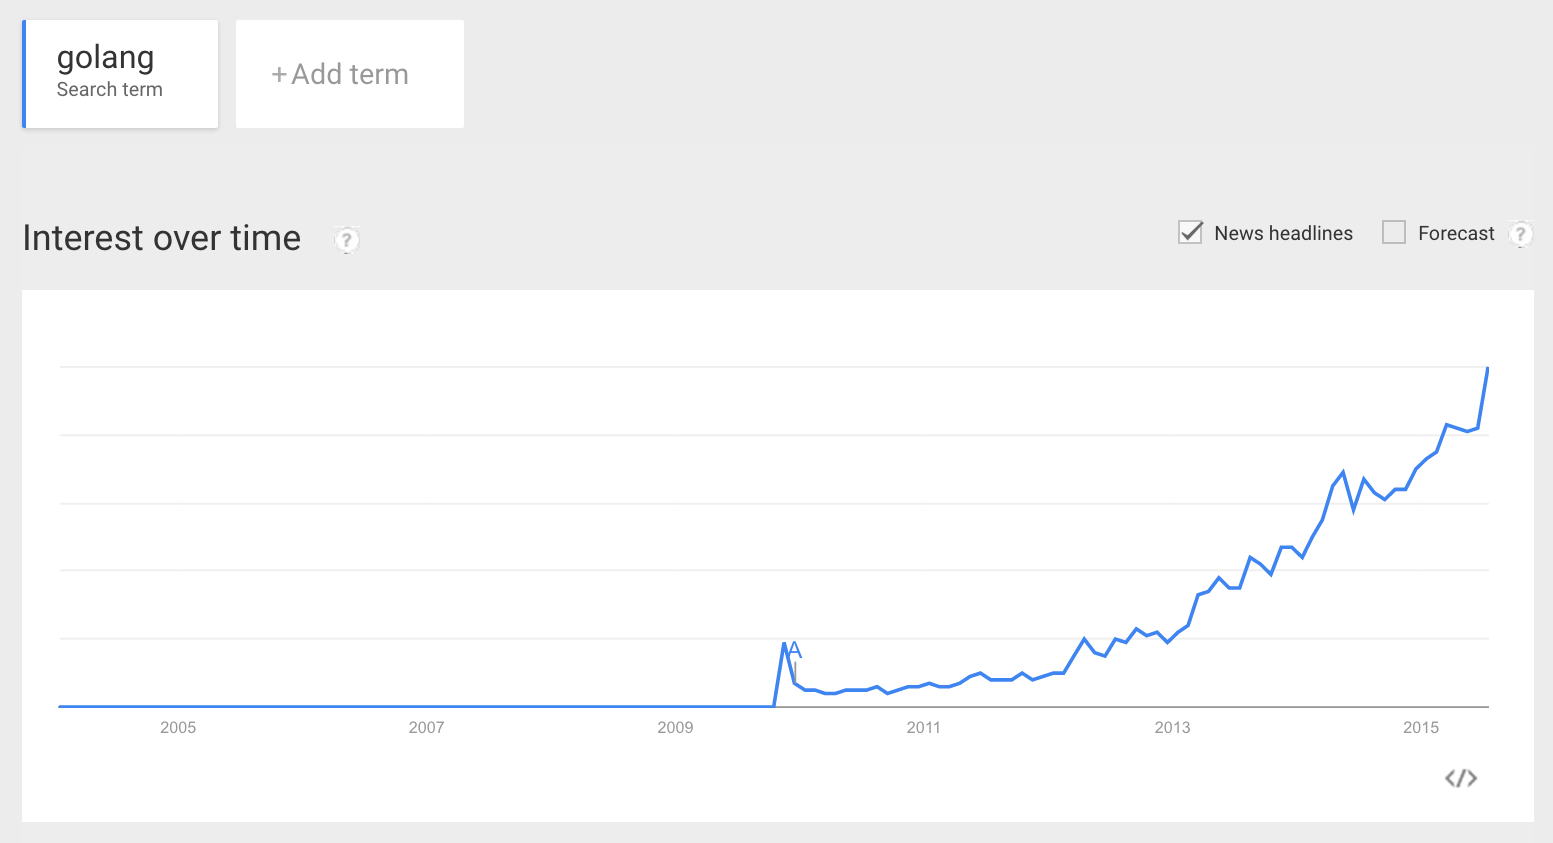 golang
Search term
+Add term
Interest over time ?
News headlines
Forecast ?
A
2005 2007 2009 2011 2013 2015
</>